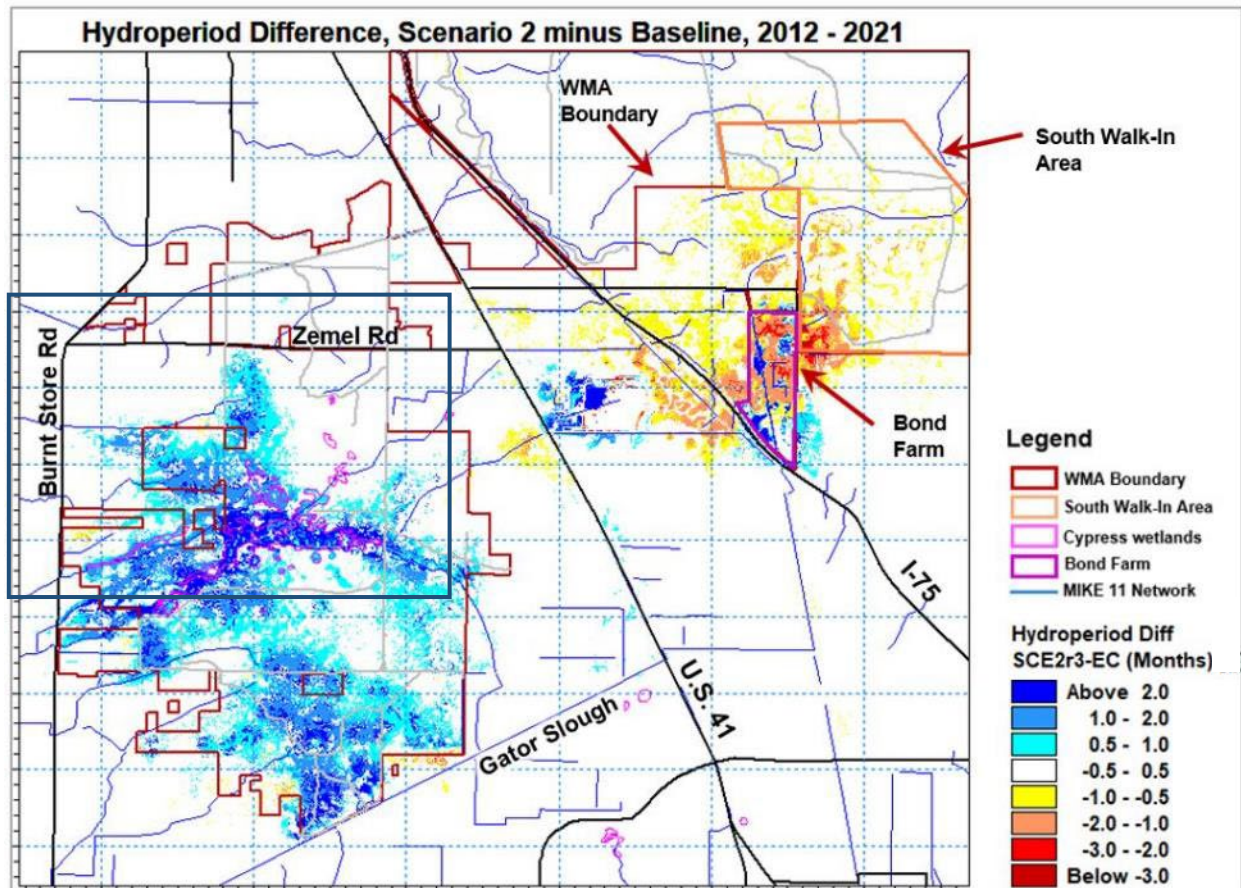 Hydroperiod Difference, Scenario 2 minus Baseline, 2012 - 2021
WMA
Boundary
South Walk-In
Area
Zemel Rd
Burnt Store Rd
Bond
Farm
I-75
U.S. 41
Gator Slough
Legend
WMA Boundary
South Walk-In Area
Cypress wetlands
Bond Farm
MIKE 11 Network
Hydroperiod Diff
SCE2r3-EC (Months)
Above 2.0
1.0 - 2.0
0.5 - 1.0
-0.5 - 0.5
-1.0 - -0.5
-2.0 - -1.0
-3.0 - -2.0
Below -3.0